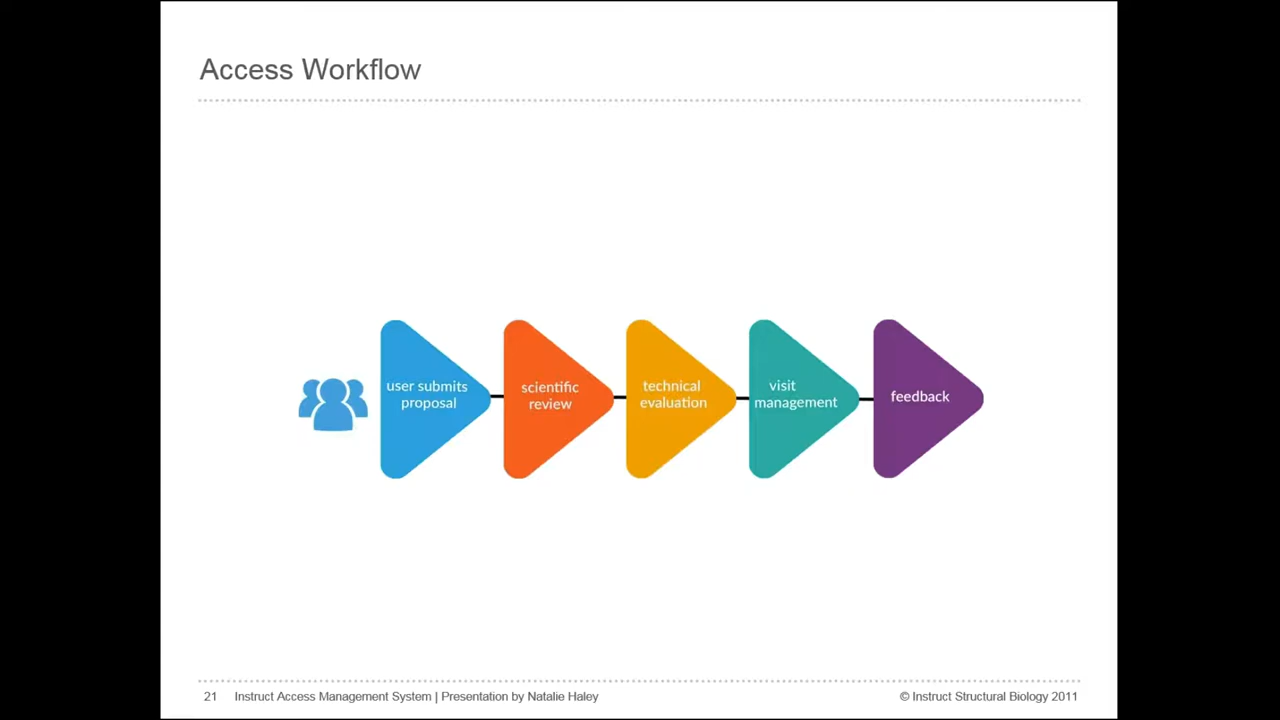 Access Workflow
user submits
proposal
scientific
review
technical
evaluation
visit
management
feedback
21 Instruct Access Management System | Presentation by Natalie Haley
© Instruct Structural Biology 2011